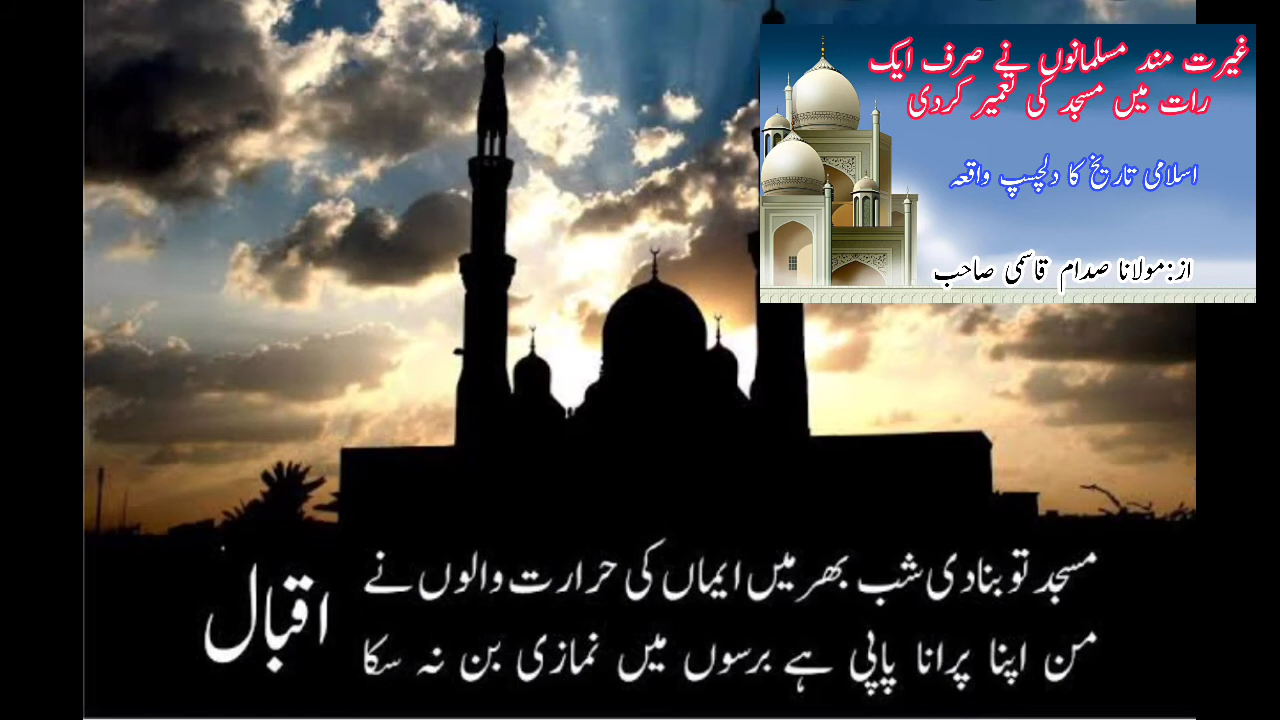 غیرت مند مسلمانوں نے صرف ایک
رات میں مسجد کی تعمیر کردی
اسلامی تاریخ کا دلچسپ واقعہ
از:مولانا صدام قاسمی صاحب
مسجد تو بنا دی شب بھر میں ایماں کی حرارت والوں نے
من اپنا پرانا پاپی ہے برسوں میں نمازی بن نہ سکا
اقبال